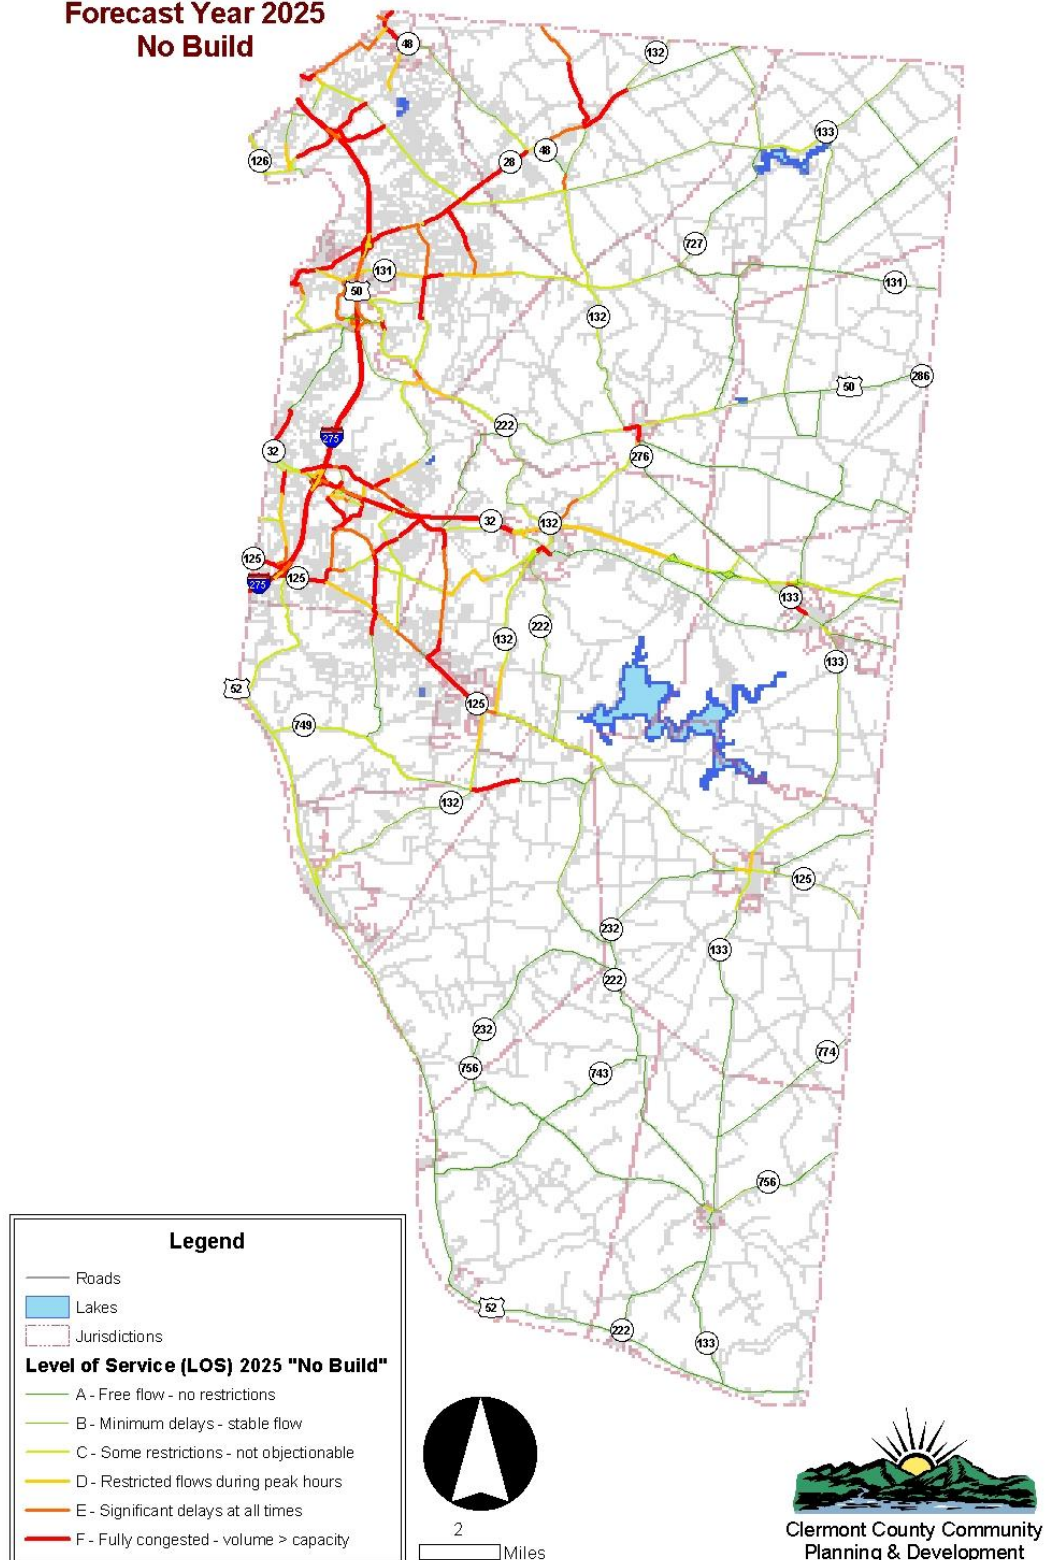 Forecast Year 2025
No Build
48
132
133
126
28
48
727
131
50
131
132
286
50
222
32
275
276
32
132
125
275
125
133
132
222
133
52
125
749
132
125
232
133
222
232
774
756
743
756
52
222
133
Legend
Roads
Lakes
Jurisdictions
Level of Service (LOS) 2025 "No Build"
A - Free flow - no restrictions
B - Minimum delays - stable flow
C - Some restrictions - not objectionable
D - Restricted flows during peak hours
E - Significant delays at all times
F - Fully congested - volume > capacity
2
Miles
Clermont County Community
Planning & Development